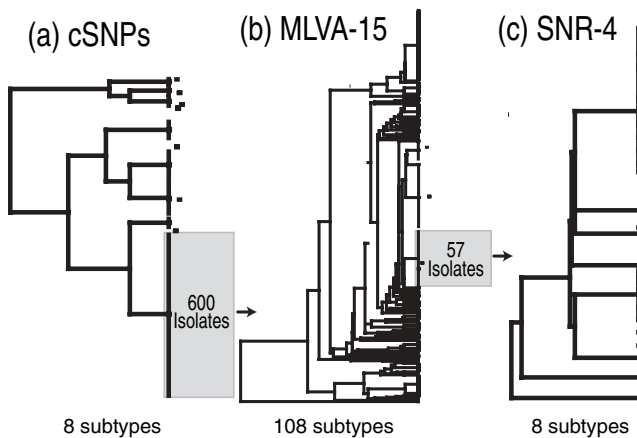 (a) cSNPs
(b) MLVA-15
(c) SNR-4
600
Isolates
57
Isolates
8 subtypes
108 subtypes
8 subtypes